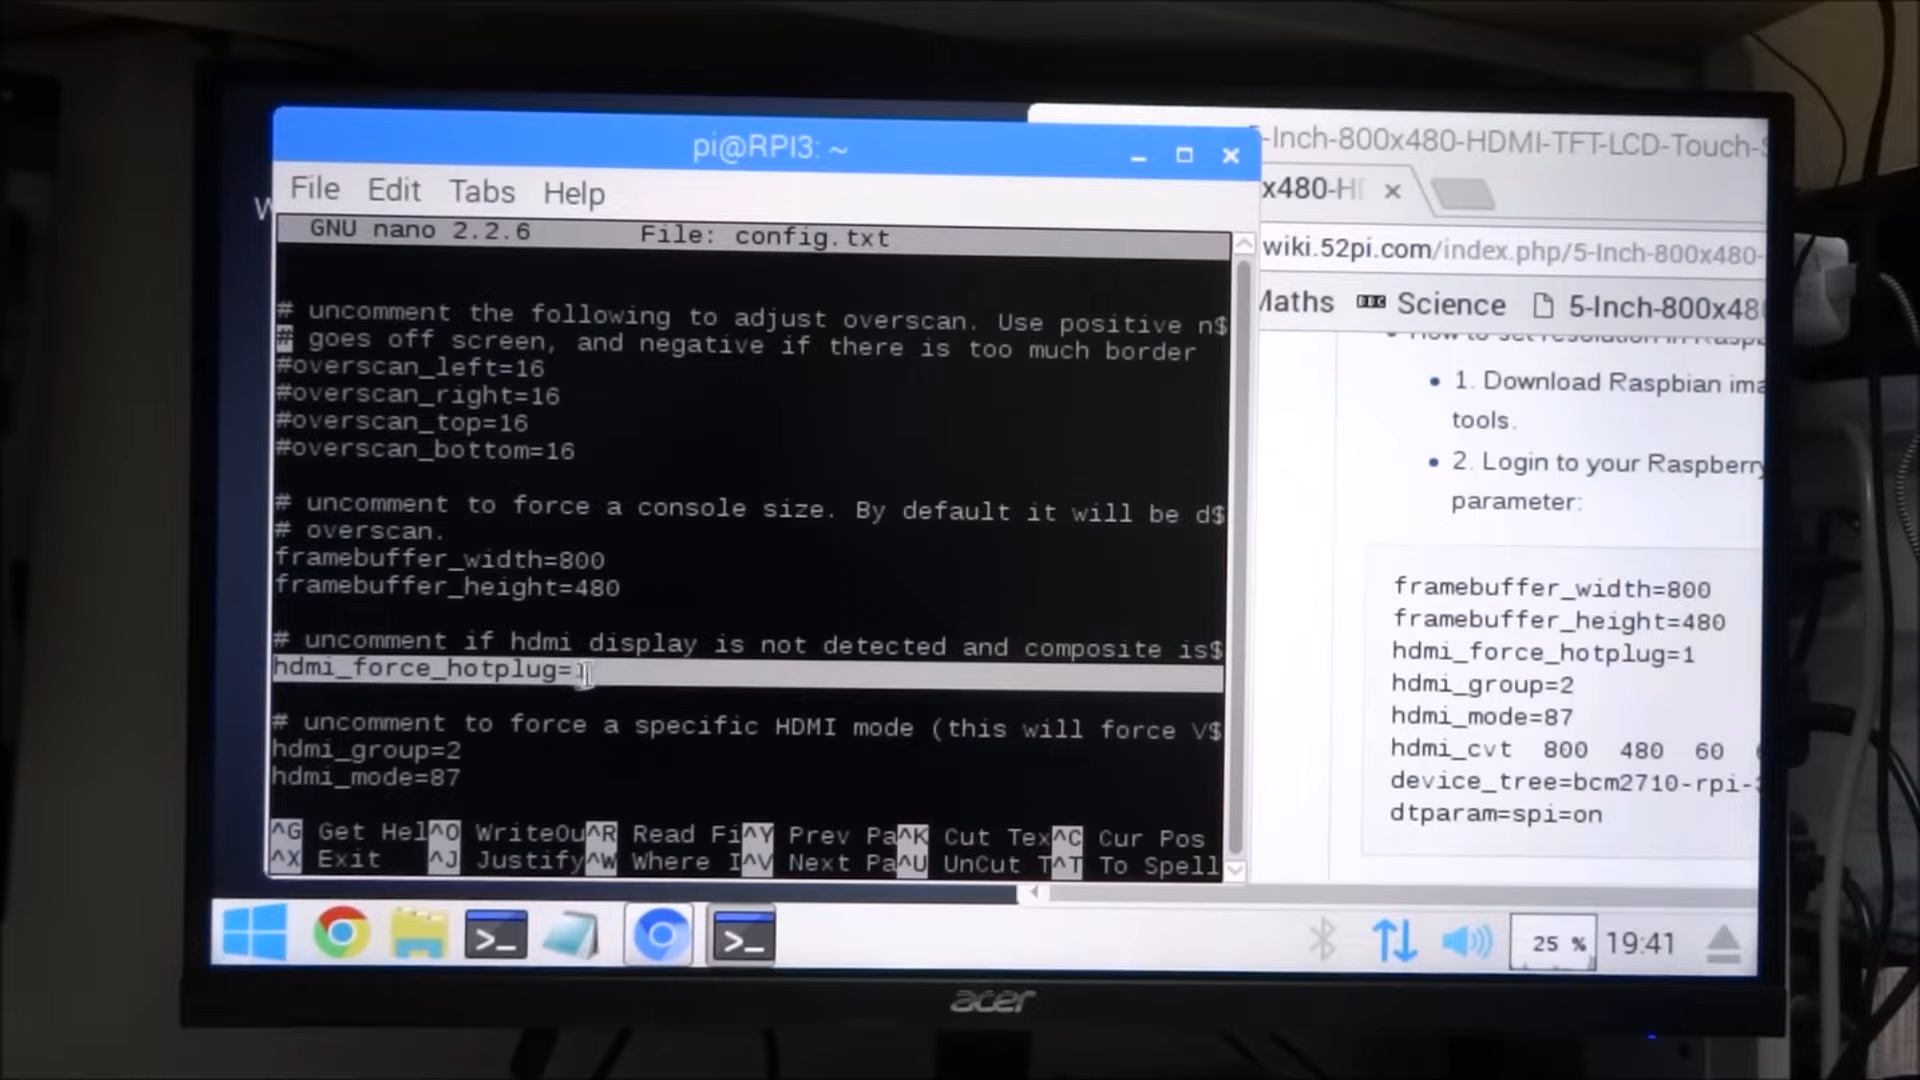 pi@RPI3: ~
File Edit Tabs Help
GNU nano 2.2.6 File: config.txt
# uncomment the following to adjust overscan. Use positive n$
# goes off screen, and negative if there is too much border
#overscan_left=16
#overscan_right=16
#overscan_top=16
#overscan_bottom=16
# uncomment to force a console size. By default it will be d$
# overscan.
framebuffer_width=800
framebuffer_height=480
# uncomment if hdmi display is not detected and composite is$
hdmi_force_hotplug=
# uncomment to force a specific HDMI mode (this will force V$
hdmi_group=2
hdmi_mode=87
^G Get Hel^O WriteOu^R Read Fi^Y Prev Pa^K Cut Tex^C Cur Pos
^X Exit ^J Justify^W Where I^V Next Pa^U UnCut T^T To Spell
-Inch-800x480-HDMI-TFT-LCD-Touch-
x480-H
wiki.52pi.com/index.php/5-Inch-800x480-
Maths BBC Science 5-Inch-800x48
1. Download Raspbian ima
tools.
2. Login to your Raspberry
parameter:
framebuffer_width=800
framebuffer_height=480
hdmi_force_hotplug=1
hdmi_group=2
hdmi_mode=87
hdmi_cvt 800 480 60
device_tree=bcm2710-rpi-
dtparam=spi=on
25 % 19:41
acer